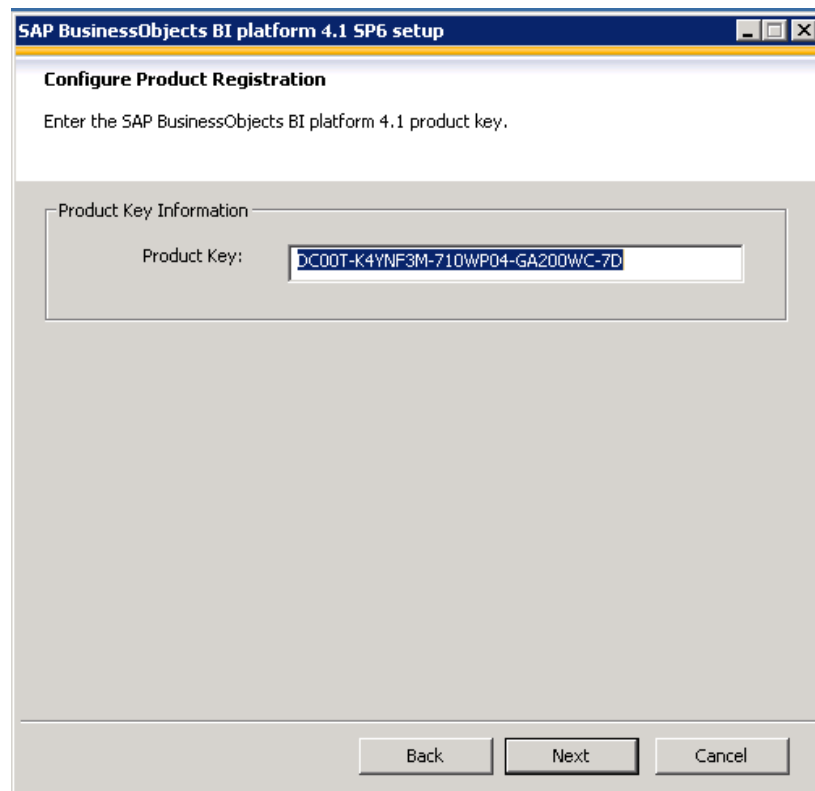 SAP BusinessObjects BI platform 4.1 SP6 setup
Configure Product Registration
Enter the SAP BusinessObjects BI platform 4.1 product key.
Product Key Information
Product Key: DC00T-K4YNF3M-710WP04-GA200WC-7D
Back Next Cancel